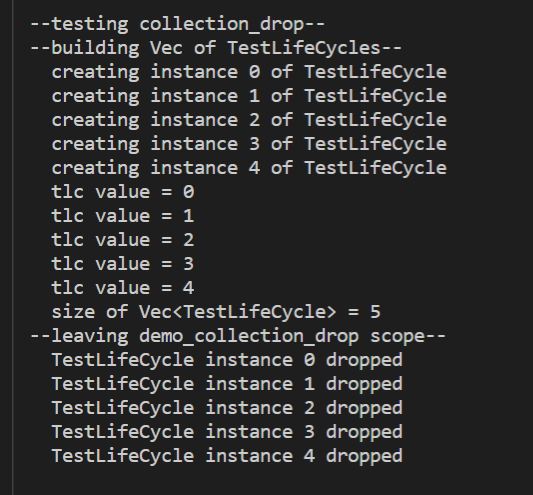 --testing collection_drop--
--building Vec of TestLifeCycles--
creating instance 0 of TestLifeCycle
creating instance 1 of TestLifeCycle
creating instance 2 of TestLifeCycle
creating instance 3 of TestLifeCycle
creating instance 4 of TestLifeCycle
tlc value = 0
tlc value = 1
tlc value = 2
tlc value = 3
tlc value = 4
size of Vec<TestLifeCycle> = 5
--leaving demo_collection_drop scope--
TestLifeCycle instance 0 dropped
TestLifeCycle instance 1 dropped
TestLifeCycle instance 2 dropped
TestLifeCycle instance 3 dropped
TestLifeCycle instance 4 dropped